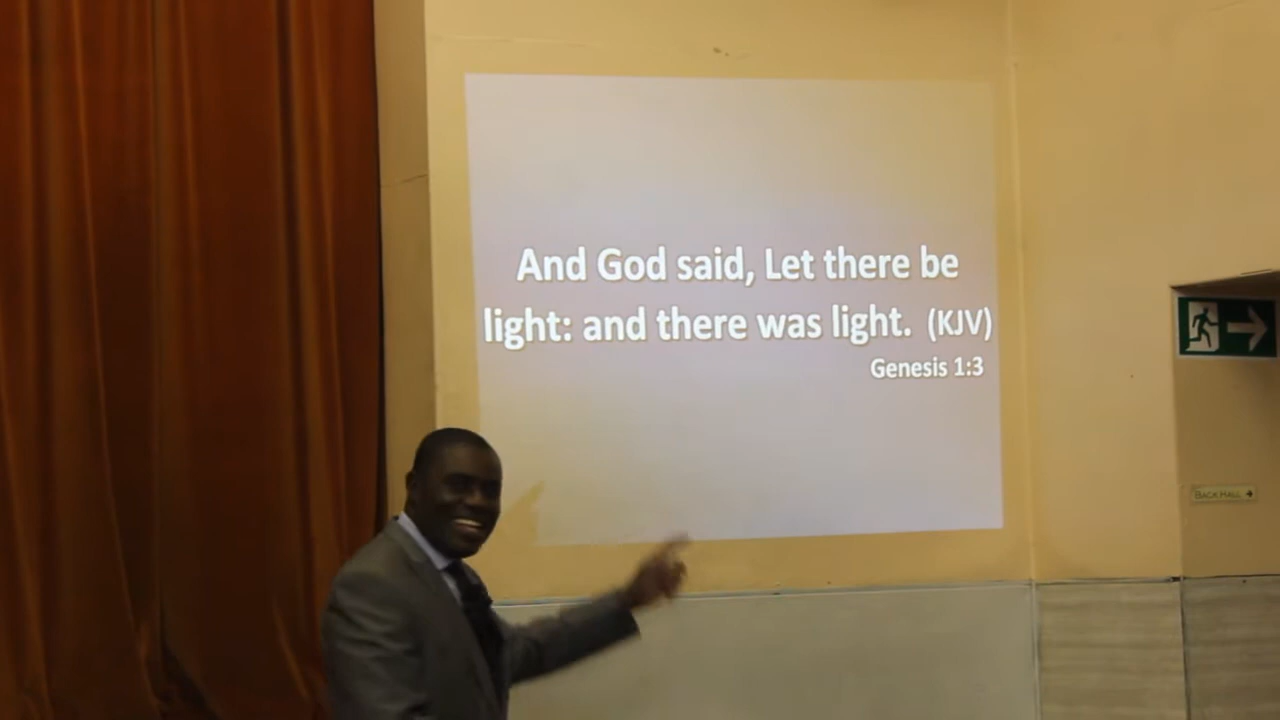 And God said, Let there be
light: and there was light. (KJV)
Genesis 1:3
BACK HALL